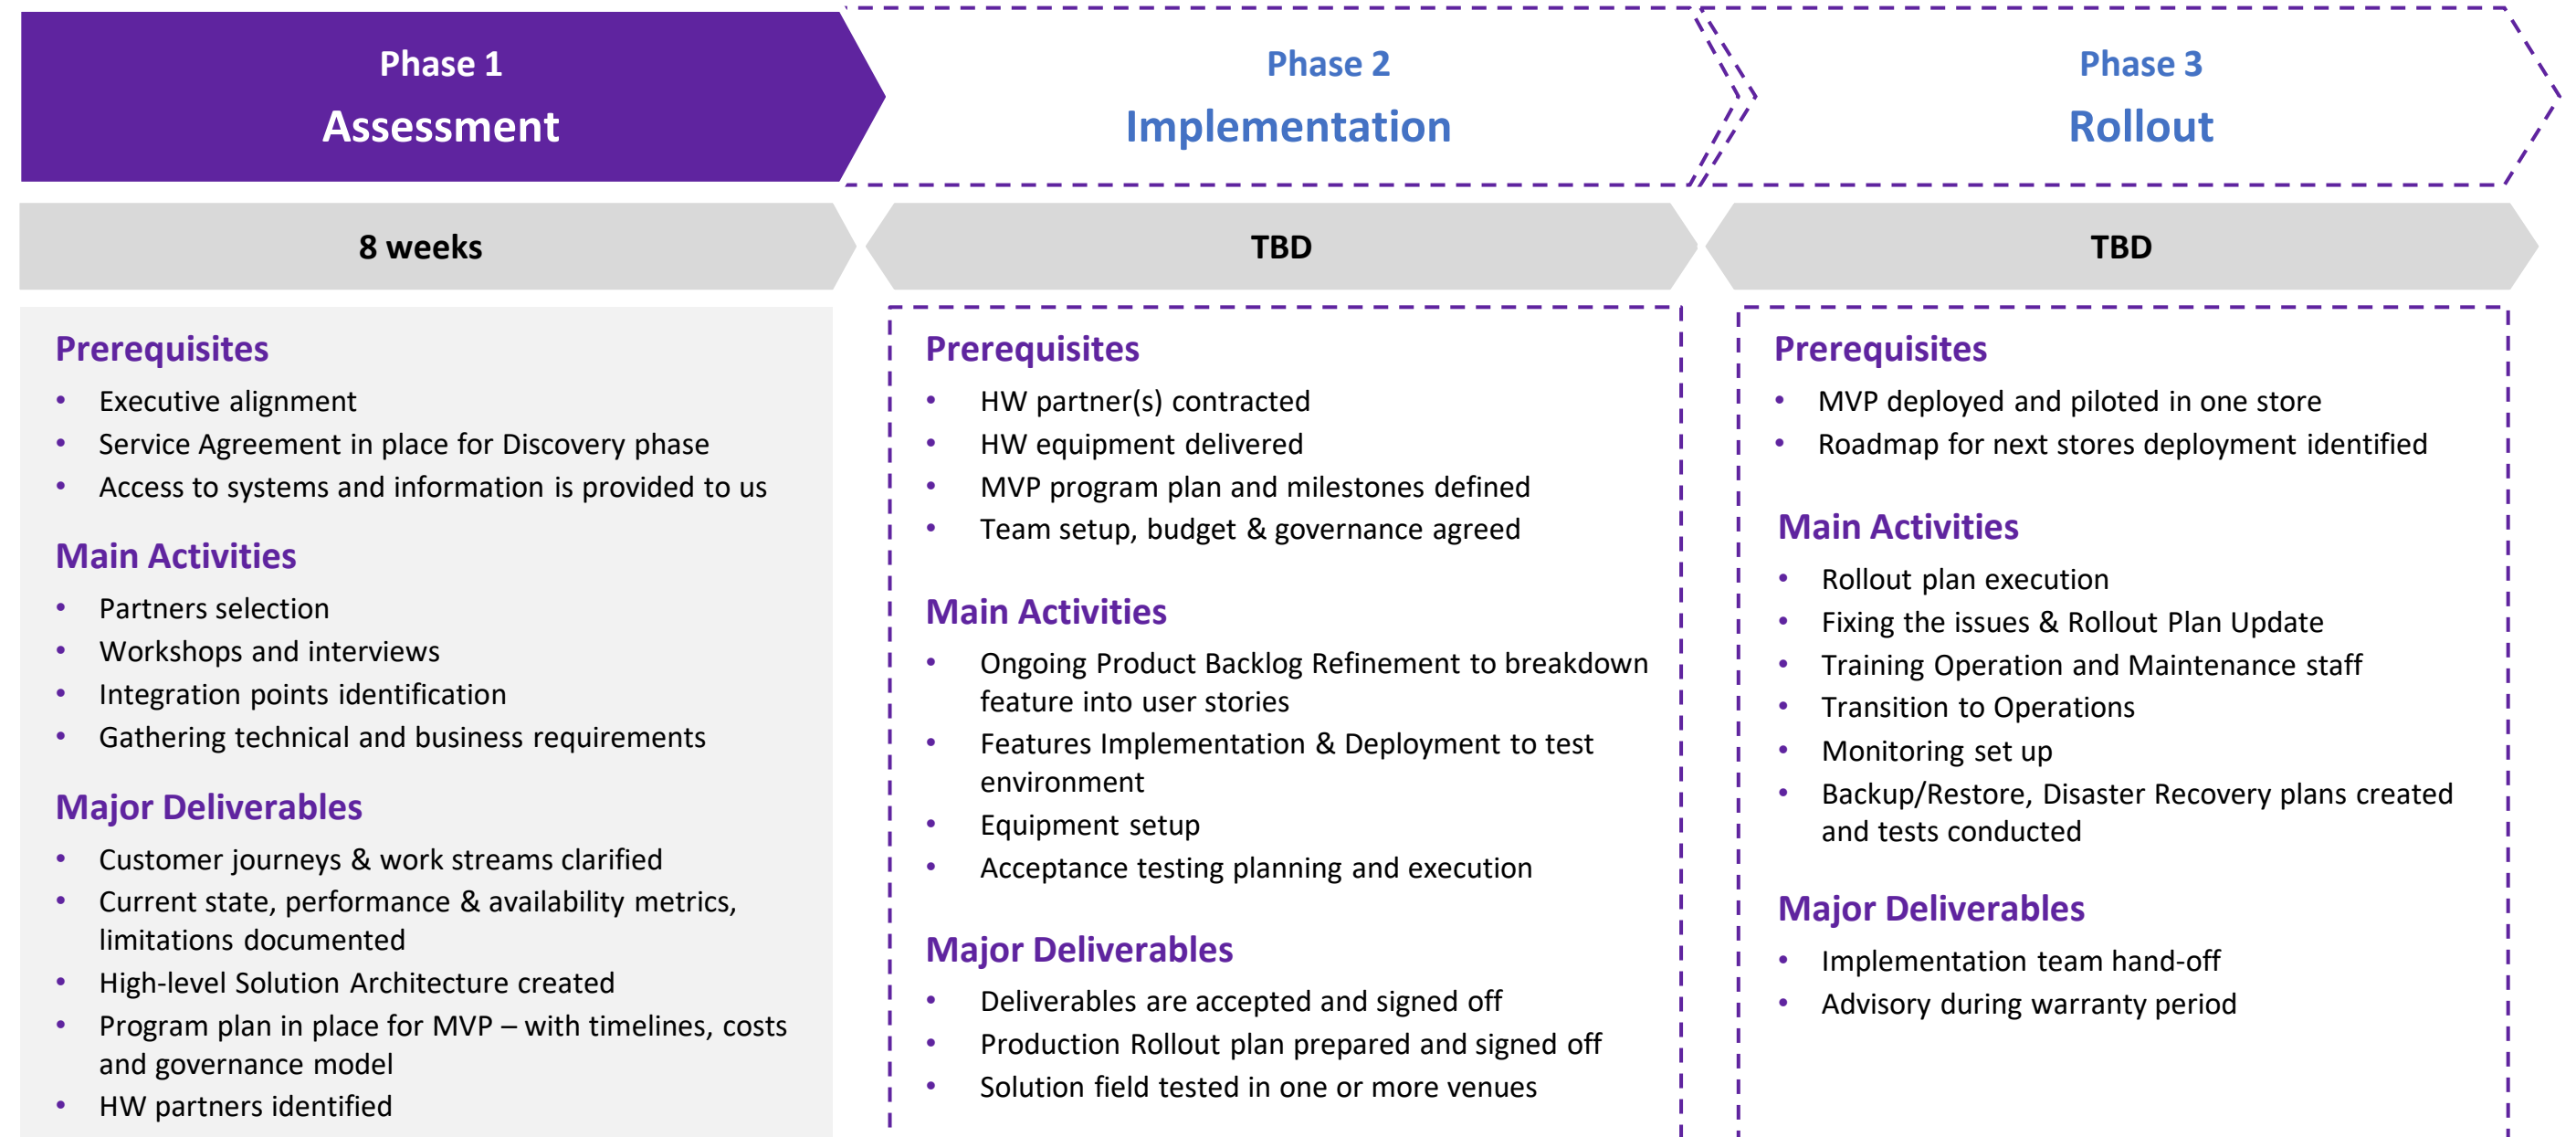 Phase 1
Assessment
Phase 2
Implementation
Phase 3
Rollout
8 weeks
TBD
TBD
Prerequisites
• Executive alignment
• Service Agreement in place for Discovery phase
• Access to systems and information is provided to us
Main Activities
• Partners selection
• Workshops and interviews
• Integration points identification
• Gathering technical and business requirements
Major Deliverables
• Customer journeys & work streams clarified
• Current state, performance & availability metrics,
limitations documented
• High-level Solution Architecture created
• Program plan in place for MVP – with timelines, costs
and governance model
• HW partners identified
Prerequisites
• HW partner(s) contracted
• HW equipment delivered
• MVP program plan and milestones defined
• Team setup, budget & governance agreed
Main Activities
• Ongoing Product Backlog Refinement to breakdown
feature into user stories
• Features Implementation & Deployment to test
environment
• Equipment setup
• Acceptance testing planning and execution
Major Deliverables
• Deliverables are accepted and signed off
• Production Rollout plan prepared and signed off
• Solution field tested in one or more venues
Prerequisites
• MVP deployed and piloted in one store
• Roadmap for next stores deployment identified
Main Activities
• Rollout plan execution
• Fixing the issues & Rollout Plan Update
• Training Operation and Maintenance staff
• Transition to Operations
• Monitoring set up
• Backup/Restore, Disaster Recovery plans created
and tests conducted
Major Deliverables
• Implementation team hand-off
• Advisory during warranty period